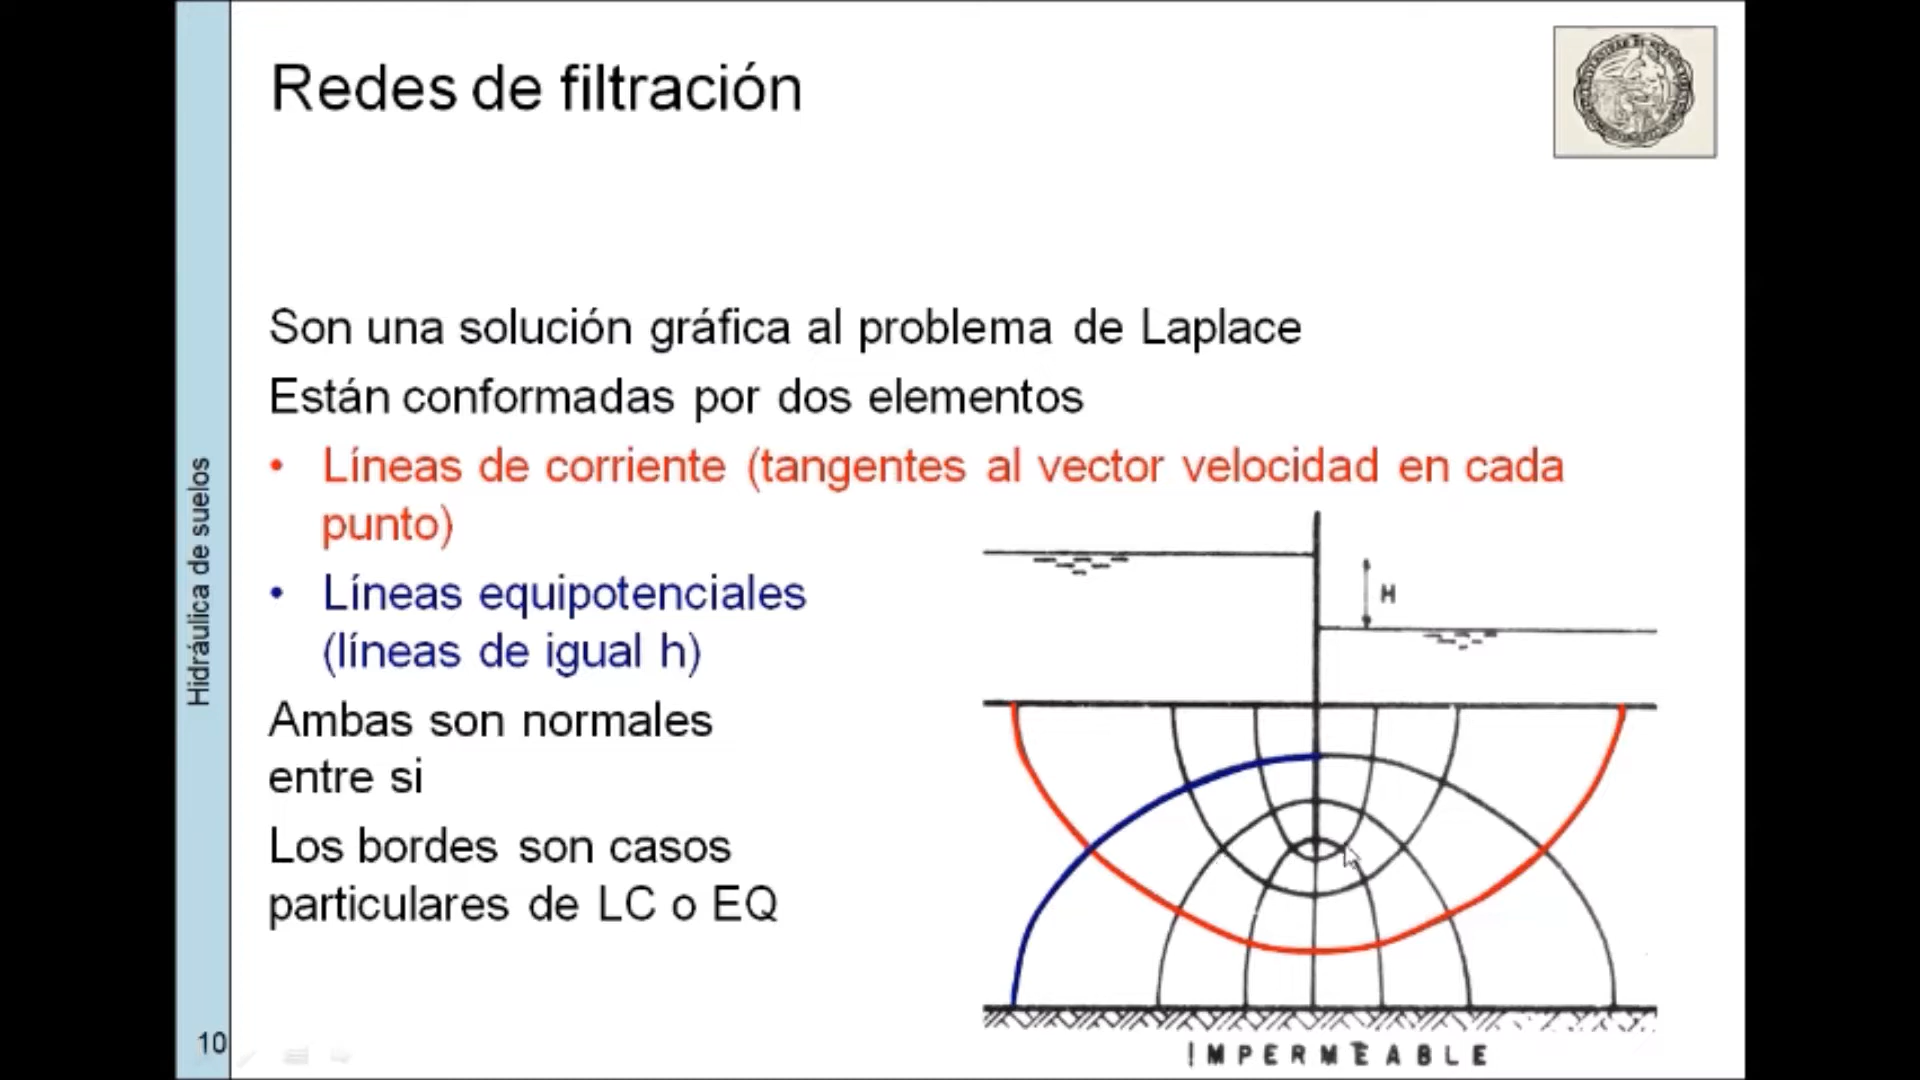 Redes de filtración
Son una solución gráfica al problema de Laplace
Están conformadas por dos elementos
• Líneas de corriente (tangentes al vector velocidad en cada
punto)
• Líneas equipotenciales
(líneas de igual h)
Ambas son normales
entre si
Los bordes son casos
particulares de LC o EQ
H
IMPERMEABLE
Hidráulica de suelos
10